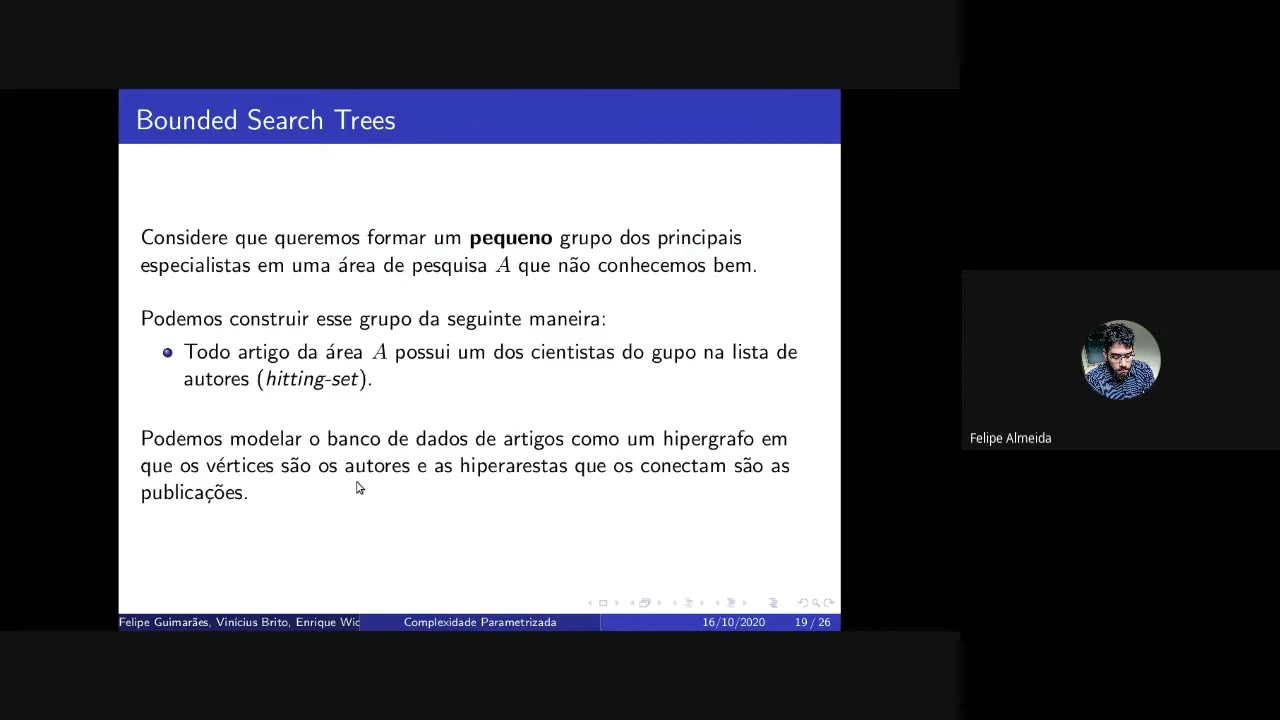 Bounded Search Trees
Considere que queremos formar um pequeno grupo dos principais
especialistas em uma área de pesquisa A que não conhecemos bem.
Podemos construir esse grupo da seguinte maneira:
Todo artigo da área A possui um dos cientistas do gupo na lista de
autores (hitting-set).
Podemos modelar o banco de dados de artigos como um hipergrafo em
que os vértices são os autores e as hiperarestas que os conectam são as
publicações.
Felipe Guimarães, Vinícius Brito, Enrique Wic
Complexidade Parametrizada
16/10/2020
19 / 26
Felipe Almeida